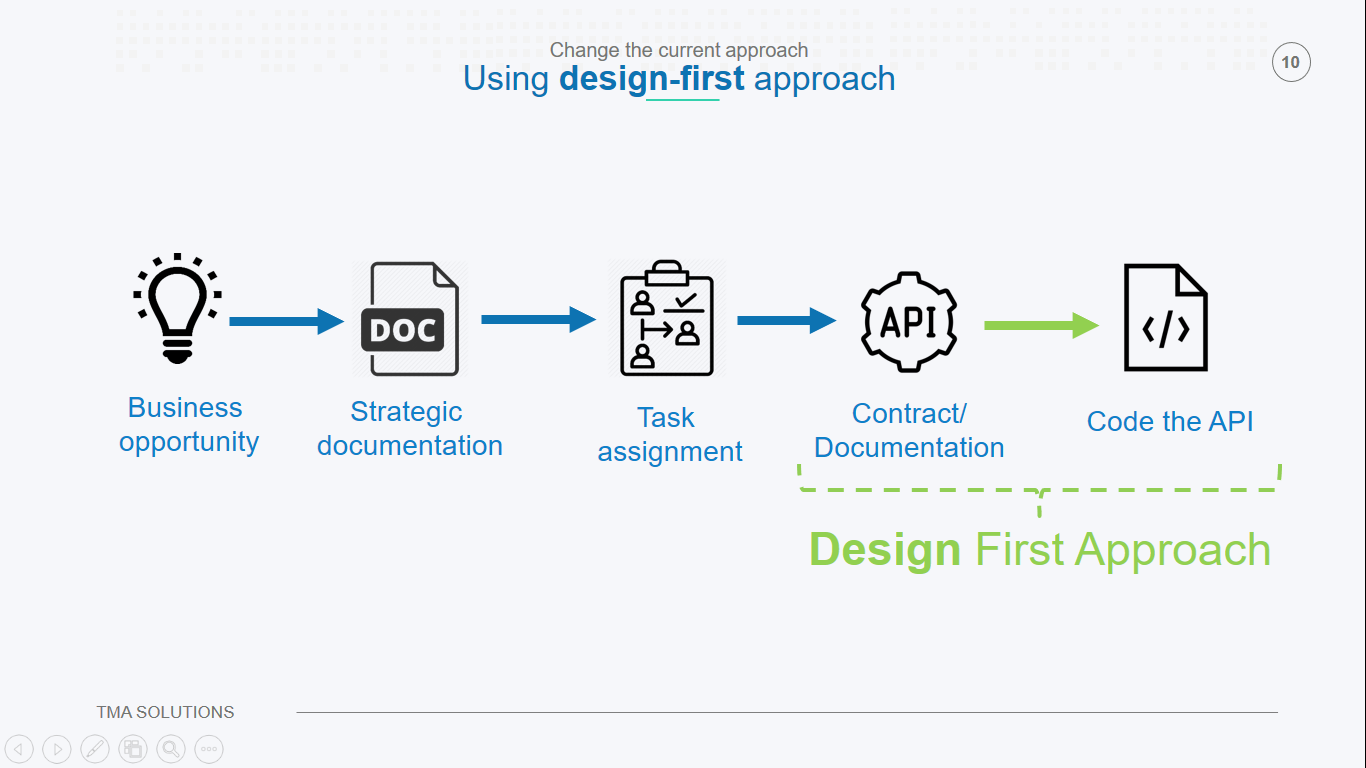 Change the current approach
Using design-first approach
10
DOC
API
</>
Business
opportunity
Strategic
documentation
Task
assignment
Contract/
Documentation
Code the API
Design First Approach
TMA SOLUTIONS